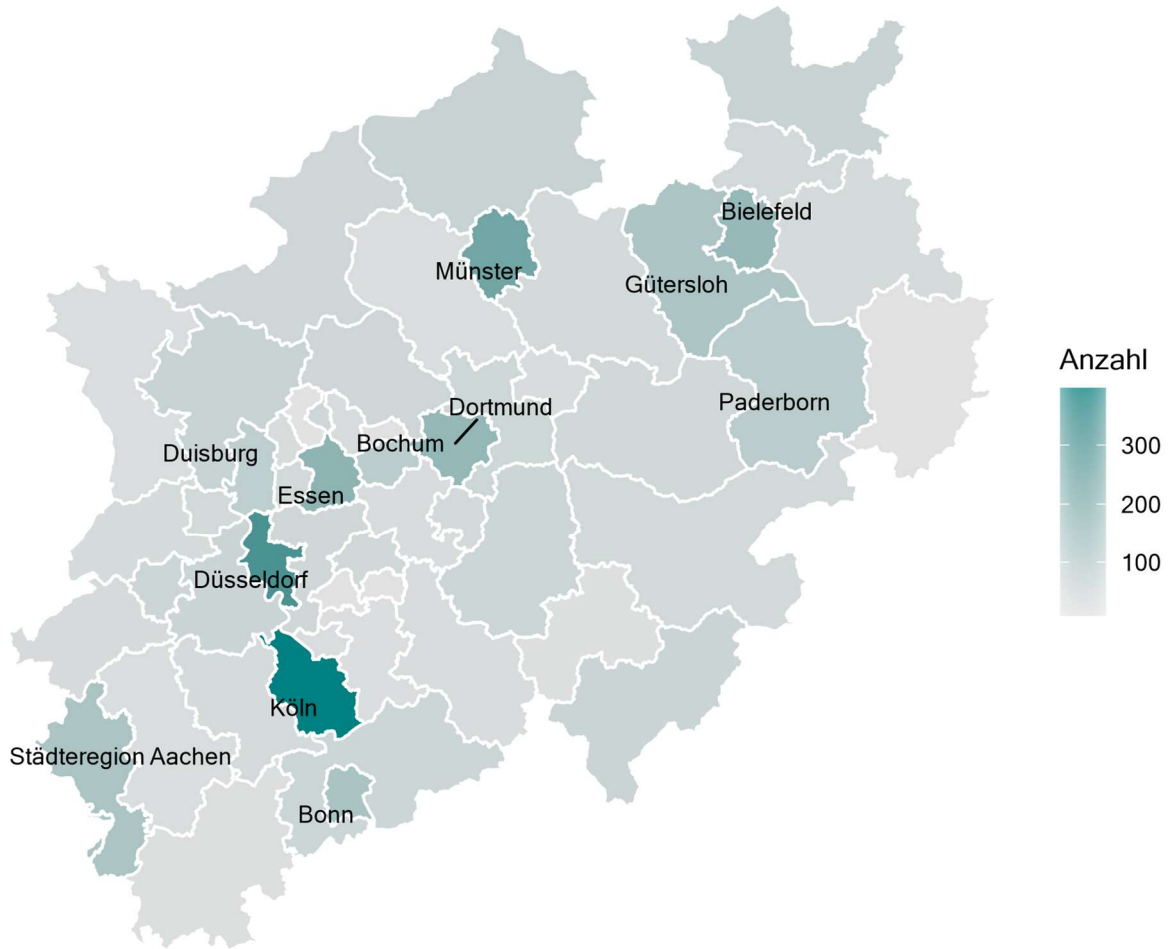 Bielefeld
Münster
Gütersloh
Anzahl
Paderborn
Dortmund
Bochum
Duisburg
300
Essen
200
100
Düsseldorf
Köln
Städteregion Aachen
Bonn